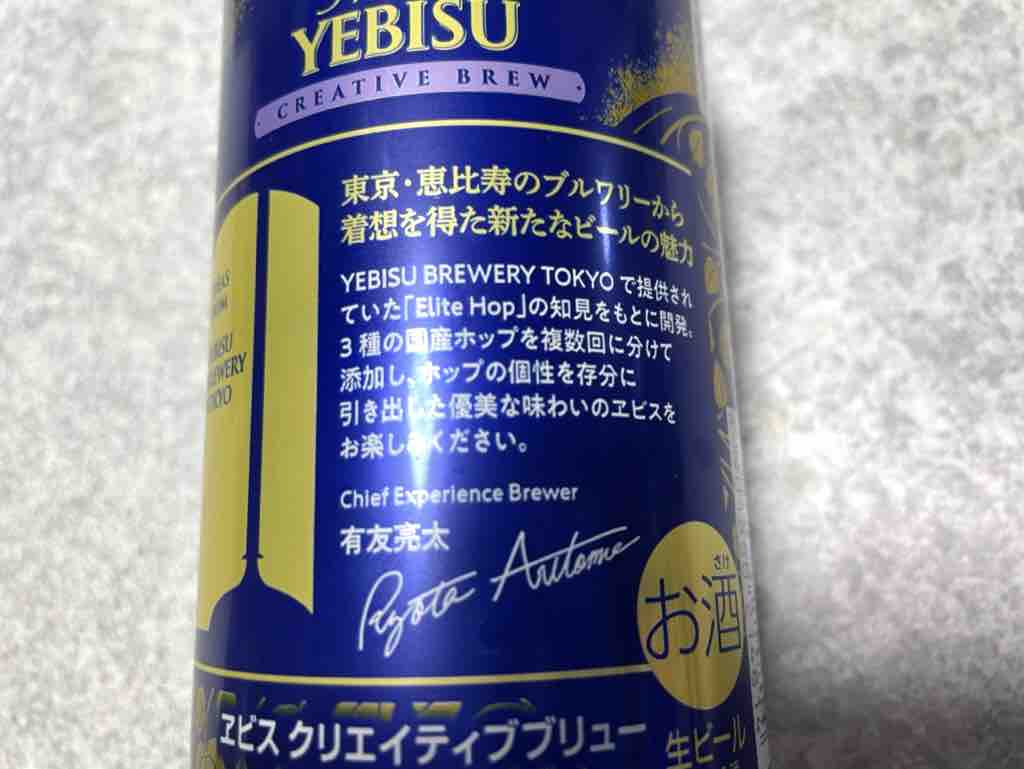 YEBISU
CREATIVE BREW
東京・恵比寿のブルワリーから
着想を得た新たなビールの魅力
YEBISU BREWERY TOKYO で提供され
ていた「Elite Hop」の知見をもとに開発。
3 種の国産ホップを複数回に分けて
添加し、ホップの個性を存分に
引き出した優美な味わいのヱビスを
お楽しみください。
Chief Experience Brewer
有友亮太
Ryota Aritomo
さけ
お酒
ヱビス クリエイティブブリュー
生ビール